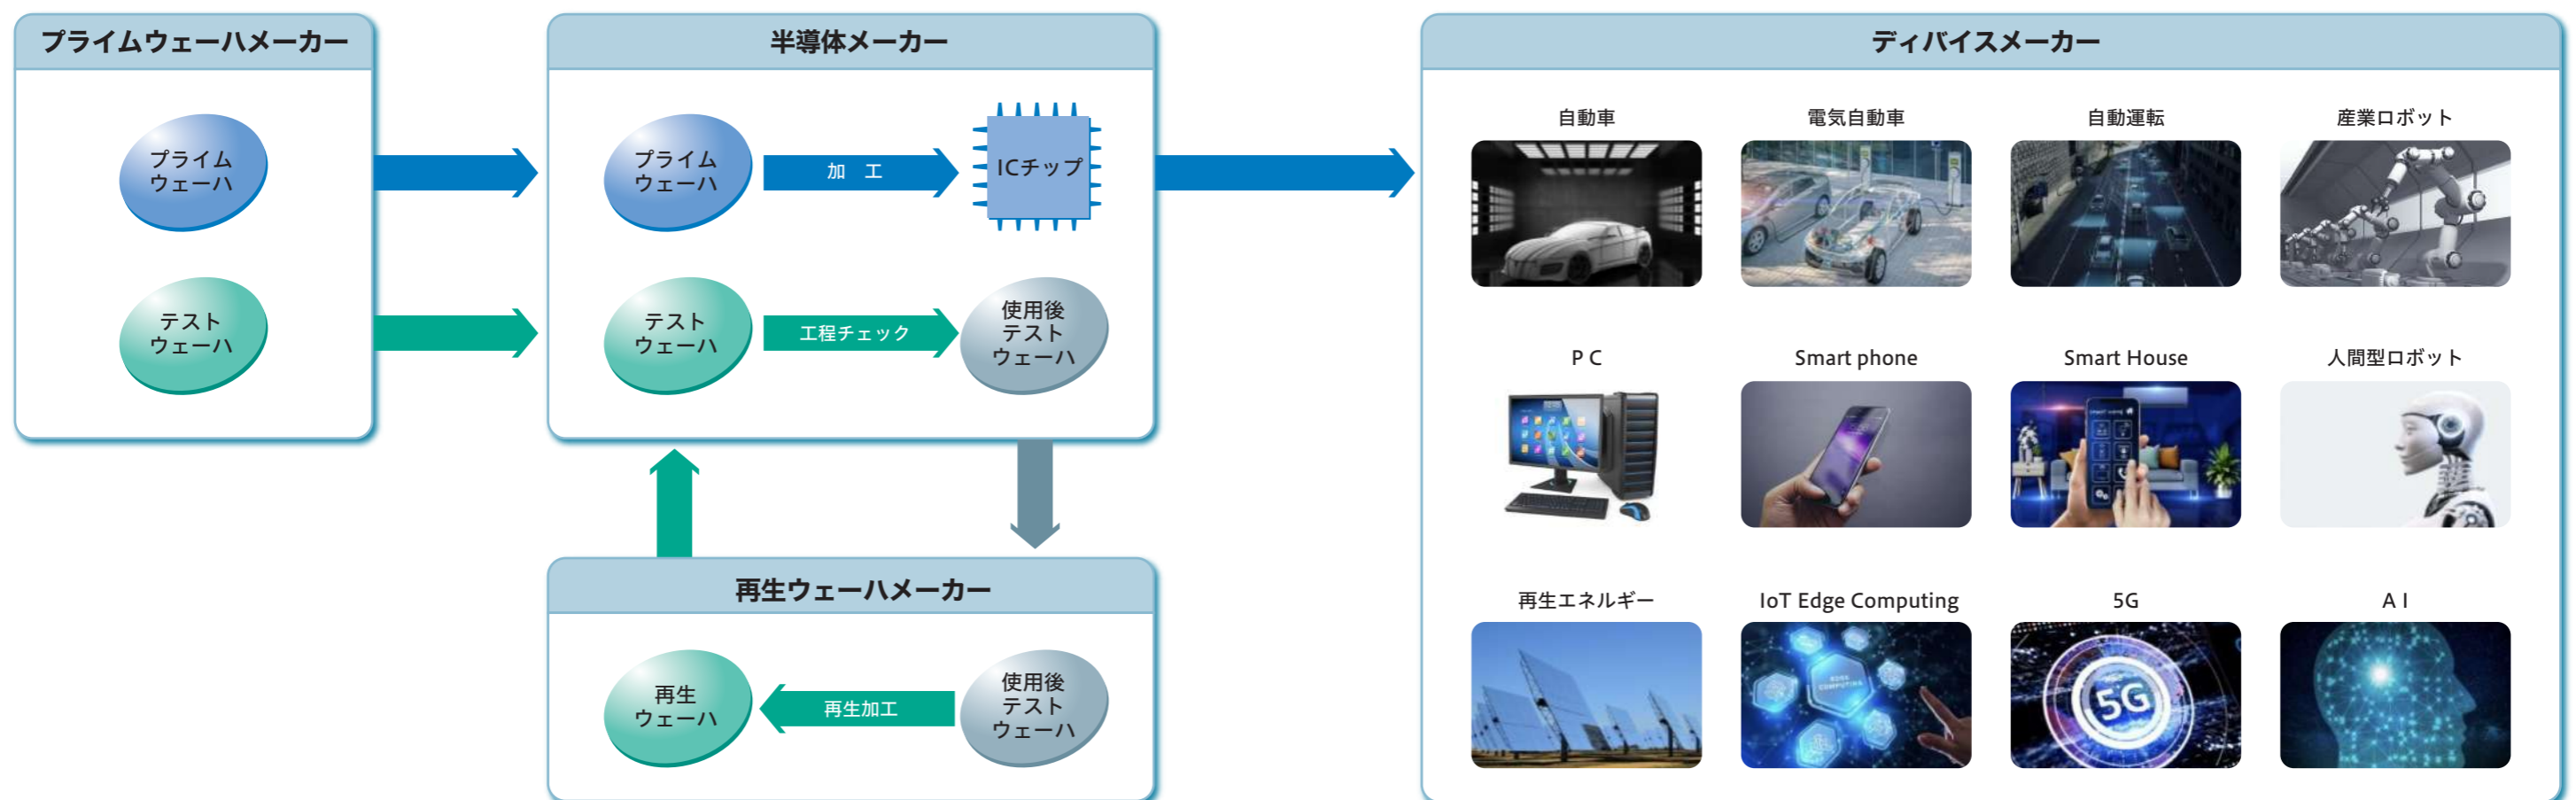 プライムウェーハメーカー
プライム
ウェーハ
テスト
ウェーハ
半導体メーカー
プライム
ウェーハ
加　工
ICチップ
テスト
ウェーハ
工程チェック
使用後
テスト
ウェーハ
再生ウェーハメーカー
再生
ウェーハ
再生加工
使用後
テスト
ウェーハ
ディバイスメーカー
自動車
電気自動車
自動運転
産業ロボット
P C
Smart phone
Smart House
人間型ロボット
再生エネルギー
IoT Edge Computing
5G
A I
EDGE
COMPUTING
5G